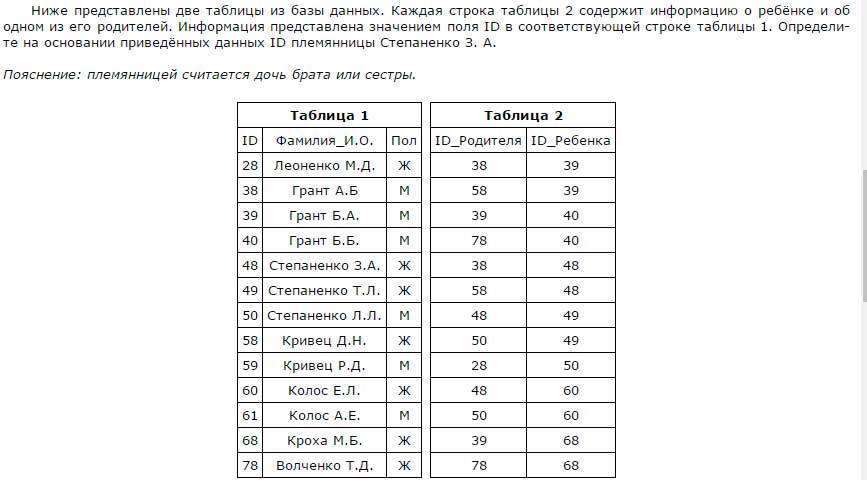 Ниже представлены две таблицы из базы данных. Каждая строка таблицы 2 содержит информацию о ребёнке и об
одном из его родителей. Информация представлена значением поля ID в соответствующей строке таблицы 1. Определи-
те на основании приведённых данных ID племянницы Степаненко З. А.
Пояснение: племянницей считается дочь брата или сестры.
Таблица 1 Таблица 2
ID Фамилия_И.О. Пол ID_Родителя ID_Ребенка
28 Леоненко М.Д. Ж 38 39
38 Грант А.Б М 58 39
39 Грант Б.А. М 39 40
40 Грант Б.Б. М 78 40
48 Степаненко З.А. Ж 38 48
49 Степаненко Т.Л. Ж 58 48
50 Степаненко Л.Л. М 48 49
58 Кривец Д.Н. Ж 50 49
59 Кривец Р.Д. М 28 50
60 Колос Е.Л. Ж 48 60
61 Колос А.Е. М 50 60
68 Кроха М.Б. Ж 39 68
78 Волченко Т.Д. Ж 78 68